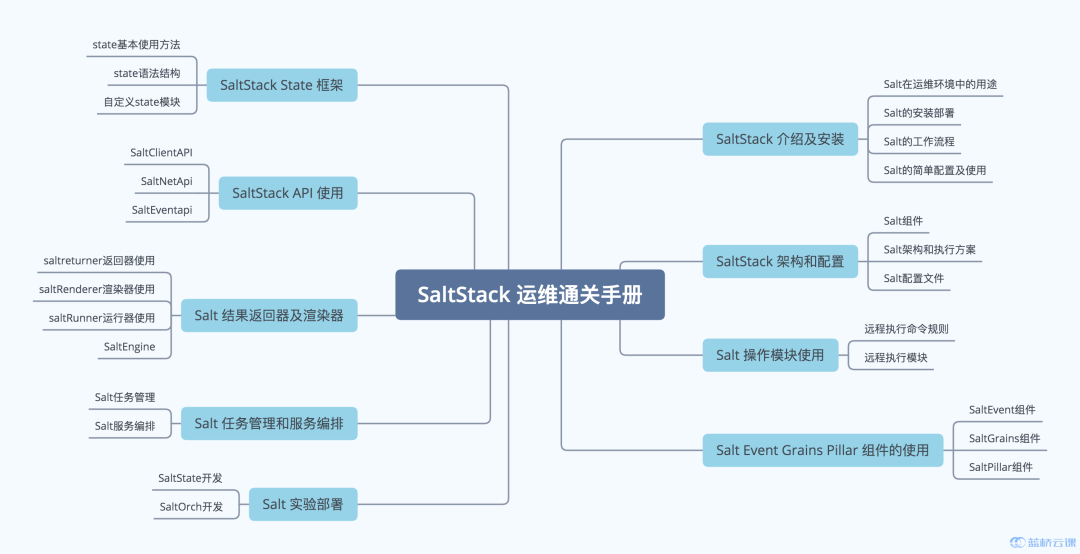 SaltStack 运维通关手册
SaltStack 介绍及安装
Salt在运维环境中的用途
Salt的安装部署
Salt的工作流程
Salt的简单配置及使用
SaltStack 架构和配置
Salt组件
Salt架构和执行方案
Salt配置文件
Salt 操作模块使用
远程执行命令规则
远程执行模块
Salt Event Grains Pillar 组件的使用
SaltEvent组件
SaltGrains组件
SaltPillar组件
SaltStack State 框架
state基本使用方法
state语法结构
自定义state模块
SaltStack API 使用
SaltClientAPI
SaltNetApi
SaltEventapi
Salt 结果返回器及渲染器
saltreturner返回器使用
saltRenderer渲染器使用
saltRunner运行器使用
SaltEngine
Salt 任务管理和服务编排
Salt任务管理
Salt服务编排
Salt 实验部署
SaltState开发
SaltOrch开发
蓝桥云课